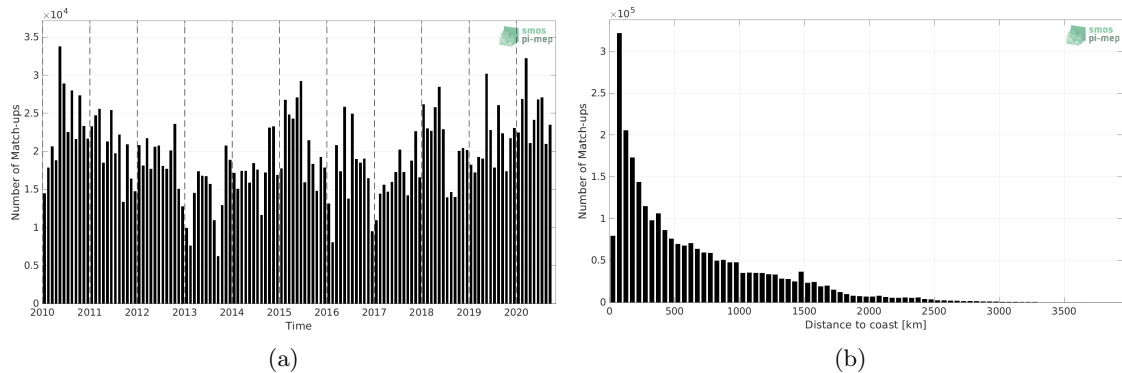 ×10⁴
3.5
3
2.5
2
1.5
1
0.5
0
Number of Match-ups
2010 2011 2012 2013 2014 2015 2016 2017 2018 2019 2020
Time
smos
pi-mep
(a)
×10⁵
3
2.5
2
1.5
1
0.5
0
Number of Match-ups
0 500 1000 1500 2000 2500 3000 3500
Distance to coast [km]
smos
pi-mep
(b)